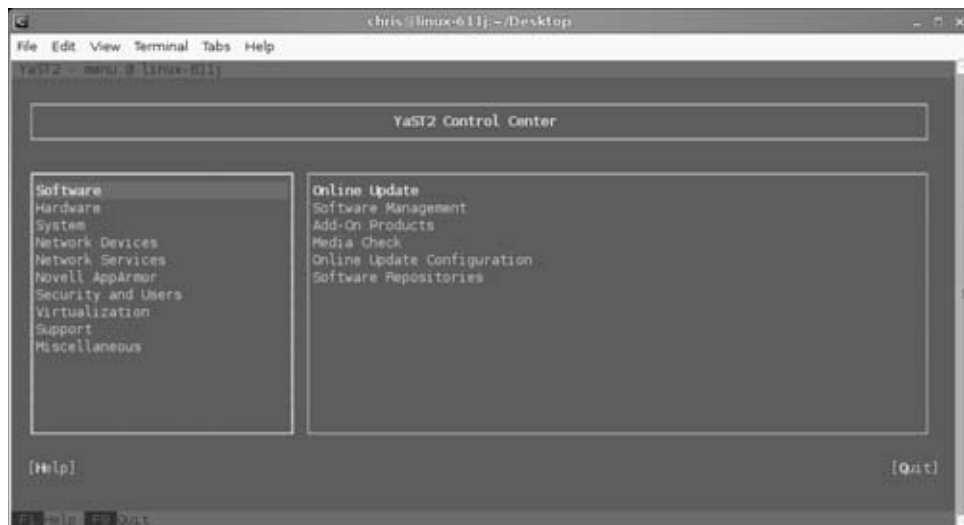 chris@linux-611j:~/Desktop
File Edit View Terminal Tabs Help
YaST2 - menu @ linux-611j
YaST2 Control Center
Software
Hardware
System
Network Devices
Network Services
Novell AppArmor
Security and Users
Virtualization
Support
Miscellaneous
Online Update
Software Management
Add-On Products
Media Check
Online Update Configuration
Software Repositories
[Help] [Quit]
F1 Help F9 Quit